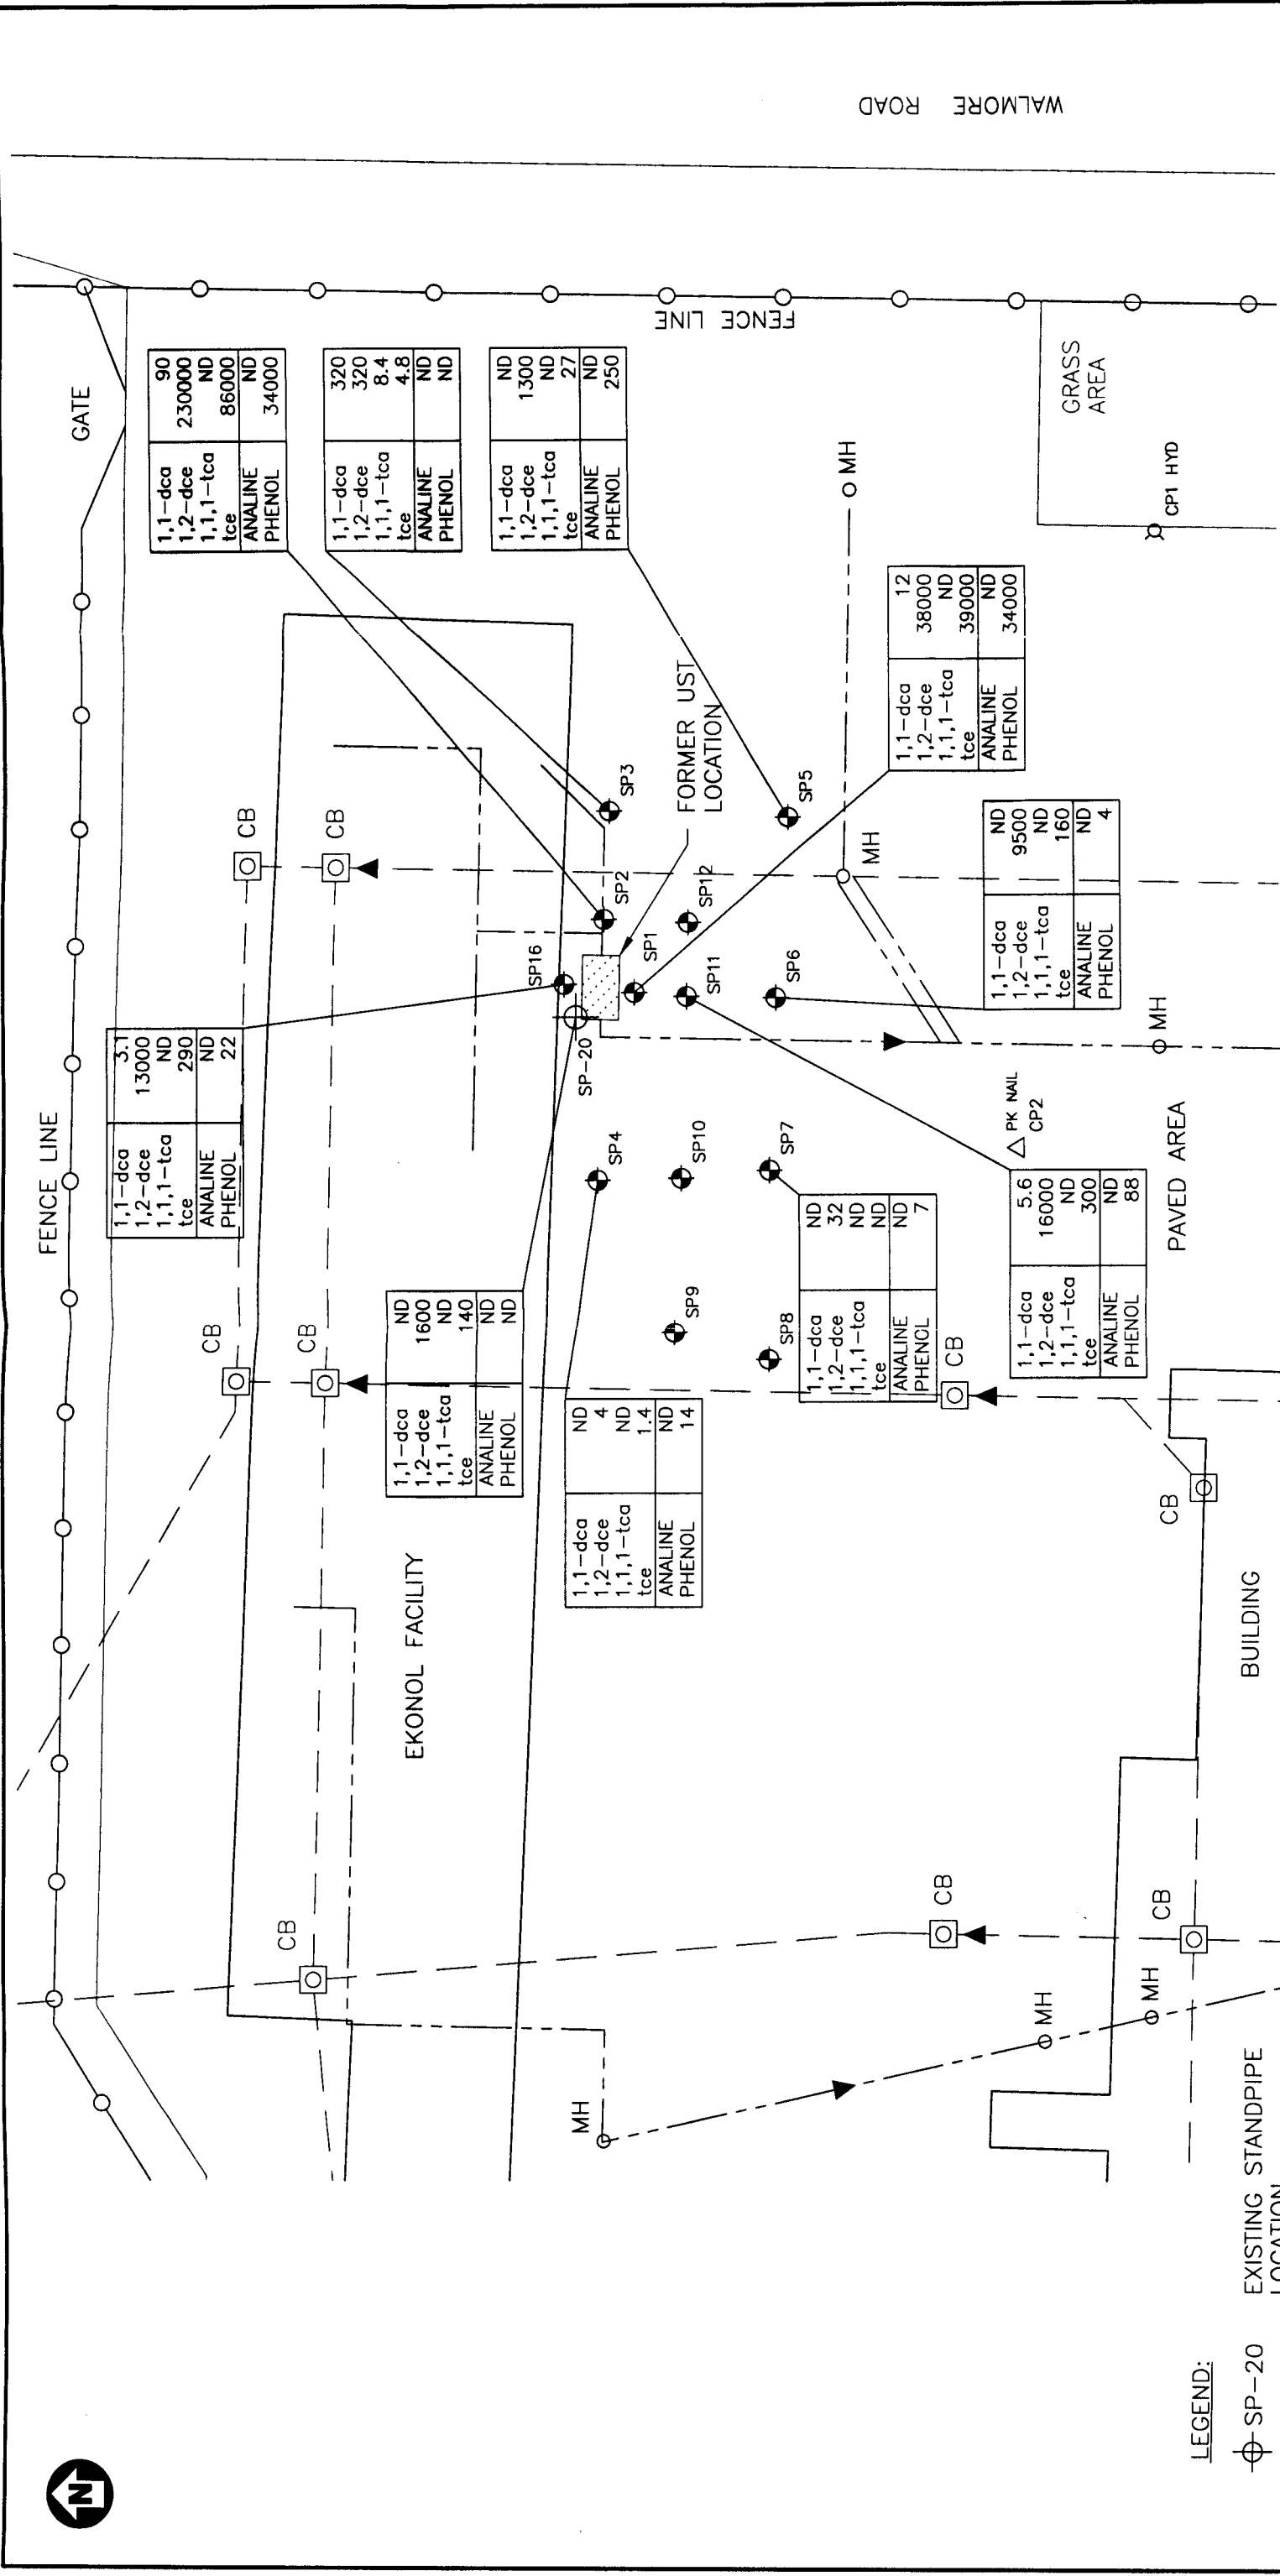 WALMORE ROAD
FENCE LINE
GATE
1,1-dca 90
1,2-dce 230000
1,1,1-tca ND
tce 86000
ANALINE ND
PHENOL 34000
1,1-dca 320
1,2-dce 320
1,1,1-tca 8.4
tce 4.8
ANALINE ND
PHENOL ND
1,1-dca ND
1,2-dce 1300
1,1,1-tca ND
tce 27
ANALINE ND
PHENOL 250
FENCE LINE
GRASS
AREA
CP1 HYD
MH
1,1-dca 12
1,2-dce 38000
1,1,1-tca ND
tce 39000
ANALINE ND
PHENOL 34000
1,1-dca ND
1,2-dce 9500
1,1,1-tca ND
tce 160
ANALINE ND
PHENOL 4
CB
CB
SP3
FORMER UST
LOCATION
SP5
SP2
SP12
MH
SP16
SP1
SP11
SP6
SP-20
MH
1,1-dca 3.1
1,2-dce 13000
1,1,1-tca ND
tce 290
ANALINE ND
PHENOL 22
SP4
SP10
SP7
PK NAIL
CP2
PAVED AREA
CB
CB
1,1-dca ND
1,2-dce 1600
1,1,1-tca ND
tce 140
ANALINE ND
PHENOL ND
1,1-dca ND
1,2-dce 4
1,1,1-tca ND
tce 1.4
ANALINE ND
PHENOL 14
SP9
SP8
1,1-dca ND
1,2-dce 32
1,1,1-tca ND
tce ND
ANALINE ND
PHENOL 7
CB
1,1-dca 5.6
1,2-dce 16000
1,1,1-tca ND
tce 300
ANALINE ND
PHENOL 88
CB
EKONOL FACILITY
BUILDING
CB
CB
CB
MH
MH
MH
N
LEGEND:
SP-20 EXISTING STANDPIPE
LOCATION